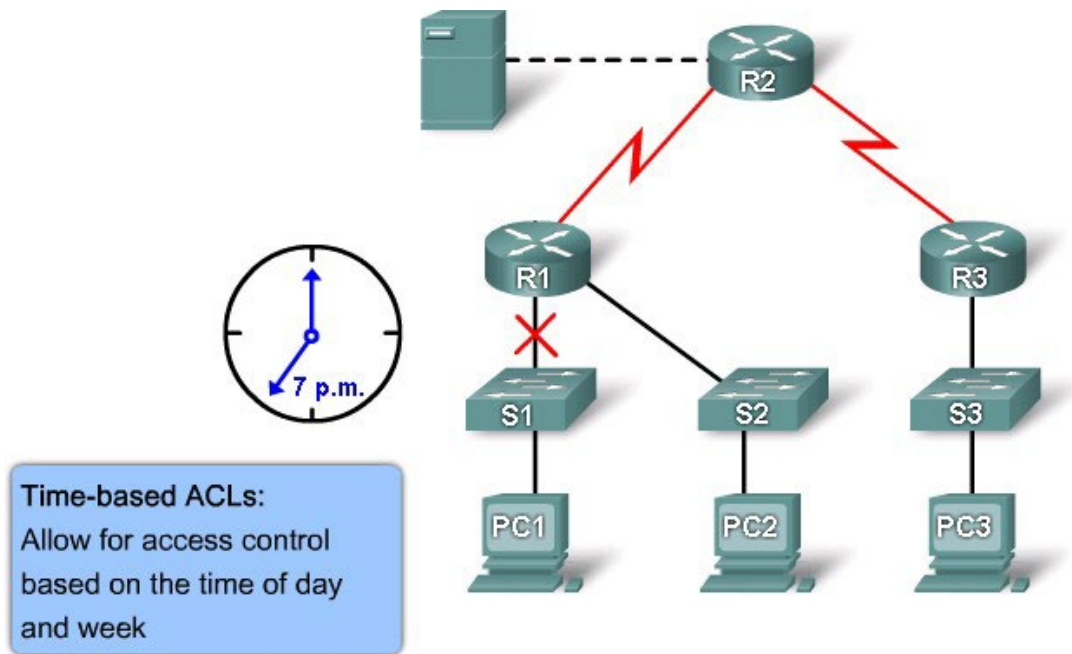 R2
R1
R3
7 p.m.
S1
S2
S3
Time-based ACLs:
Allow for access control
based on the time of day
and week
PC1
PC2
PC3